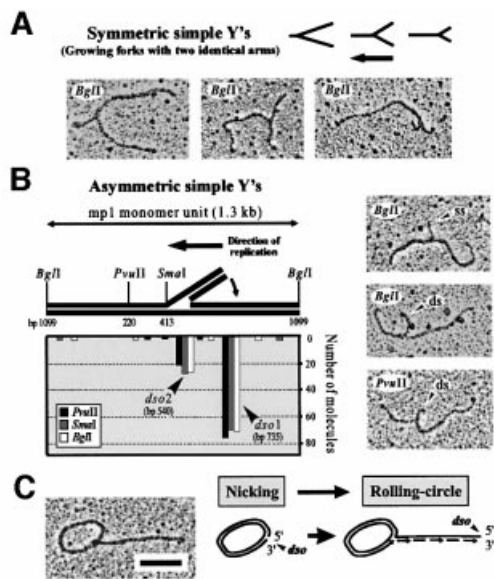 A
Symmetric simple Y's
(Growing forks with two identical arms)
BglI
BglI
BglI
B
Asymmetric simple Y's
mp1 monomer unit (1.3 kb)
Direction of
replication
BglI
PvuII
SmaI
BglI
bp 1099
220
413
1099
0
20
40
60
80
Number of molecules
dso2
(bp 540)
dso1
(bp 735)
PvuII
SmaI
BglI
BglI
ss
BglI
ds
PvuII
ds
C
Nicking
Rolling-circle
5'
3'
dso
dso
5'
3'